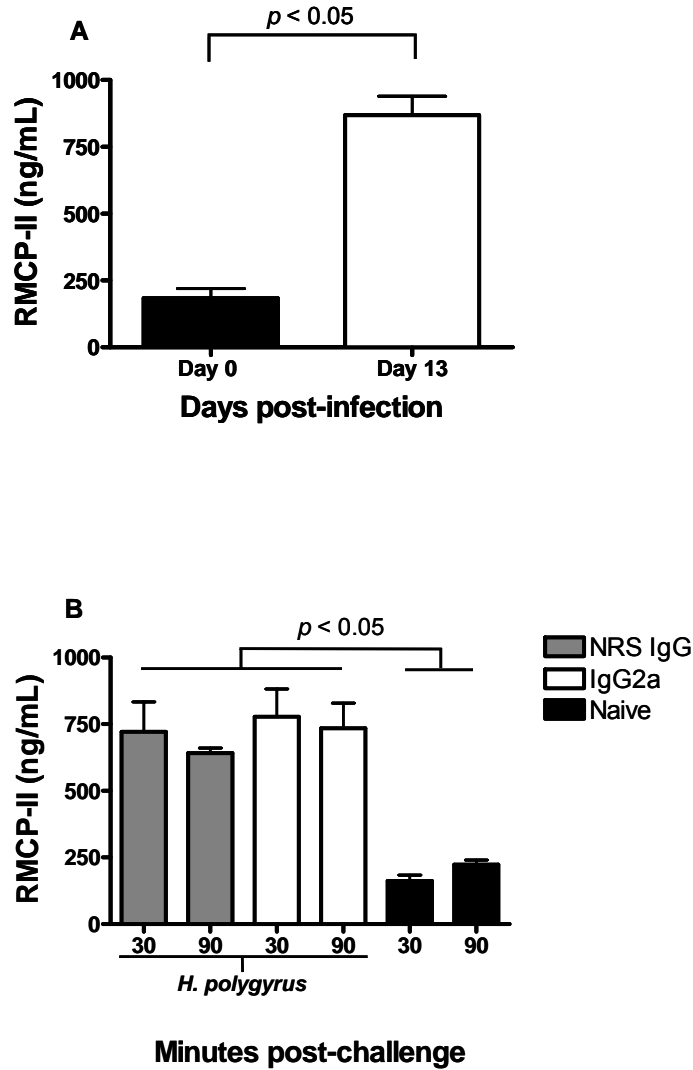 A
p < 0.05
RMCP-II (ng/mL)
1000
750
500
250
0
Day 0 Day 13
Days post-infection
B
p < 0.05
RMCP-II (ng/mL)
1000
750
500
250
0
30 90 30 90 30 90
H. polygyrus
Minutes post-challenge
NRS IgG
IgG2a
Naive